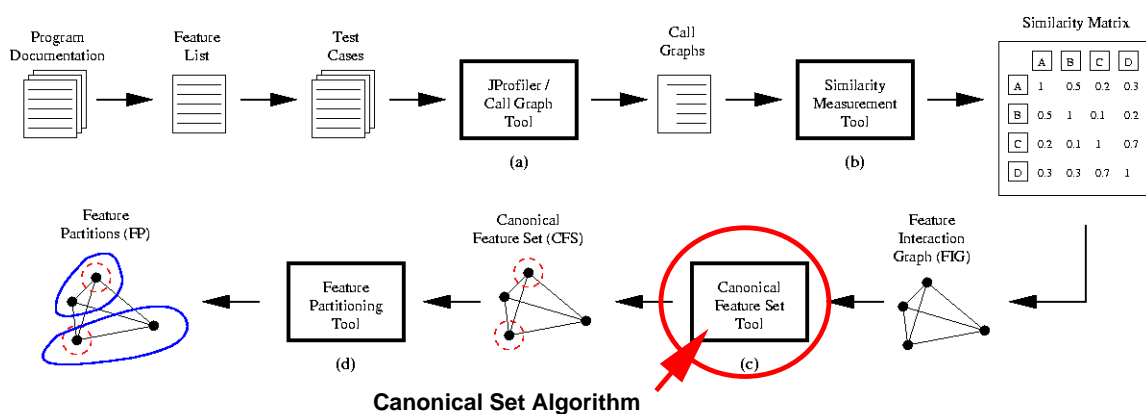 Program
Documentation
Feature
List
Test
Cases
JProfiler /
Call Graph
Tool
(a)
Call
Graphs
Similarity
Measurement
Tool
(b)
Similarity Matrix
A B C D
A 1 0.5 0.2 0.3
B 0.5 1 0.1 0.2
C 0.2 0.1 1 0.7
D 0.3 0.3 0.7 1
Feature
Partitions (FP)
Feature
Partitioning
Tool
(d)
Canonical
Feature Set (CFS)
Canonical
Feature Set
Tool
(c)
Feature
Interaction
Graph (FIG)
Canonical Set Algorithm